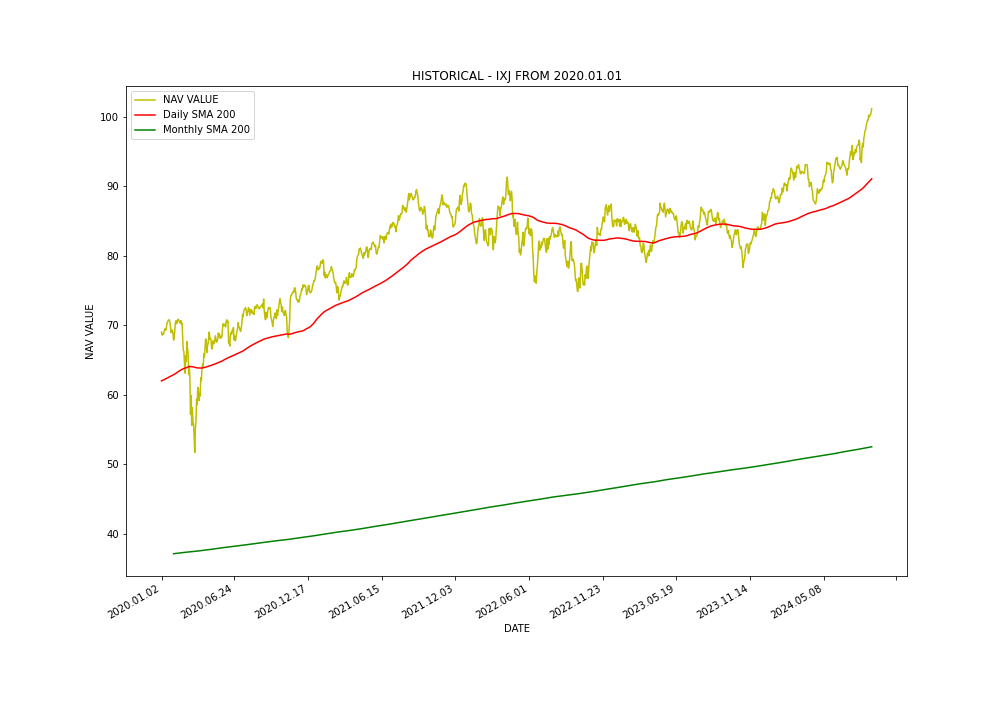 HISTORICAL - IXJ FROM 2020.01.01
NAV VALUE
Daily SMA 200
Monthly SMA 200
100
90
80
70
60
50
40
NAV VALUE
2020.01.02
2020.06.24
2020.12.17
2021.06.15
2021.12.03
2022.06.01
2022.11.23
2023.05.19
2023.11.14
2024.05.08
DATE